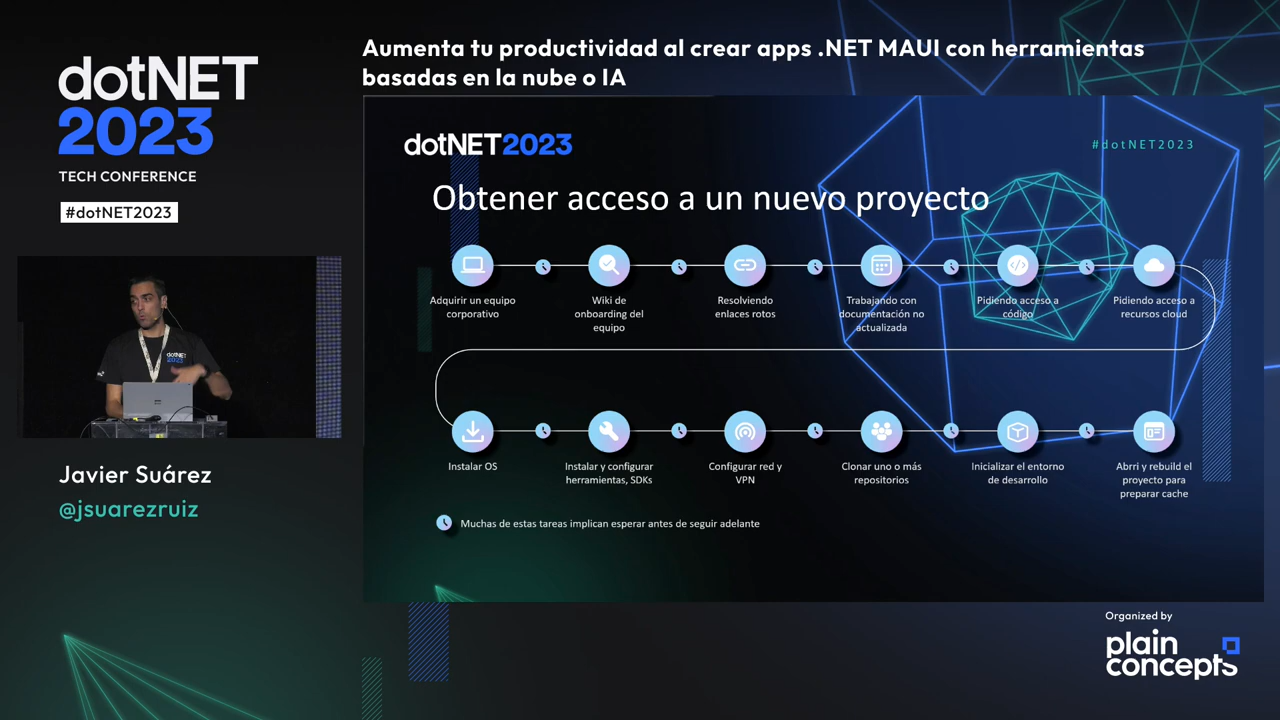 dotNET
2023
TECH CONFERENCE
#dotNET2023
Aumenta tu productividad al crear apps .NET MAUI con herramientas
basadas en la nube o IA
dotNET2023
#dotNET2023
Obtener acceso a un nuevo proyecto
Adquirir un equipo
corporativo
Wiki de
onboarding del
equipo
Resolviendo
enlaces rotos
Trabajando con
documentación no
actualizada
Pidiendo acceso a
código
Pidiendo acceso a
recursos cloud
Instalar OS
Instalar y configurar
herramientas, SDKs
Configurar red y
VPN
Clonar uno o más
repositorios
Inicializar el entorno
de desarrollo
Abrri y rebuild el
proyecto para
preparar cache
Muchas de estas tareas implican esperar antes de seguir adelante
dotNET
2023
Javier Suárez
@jsuarezruiz
Organized by
plain
concepts